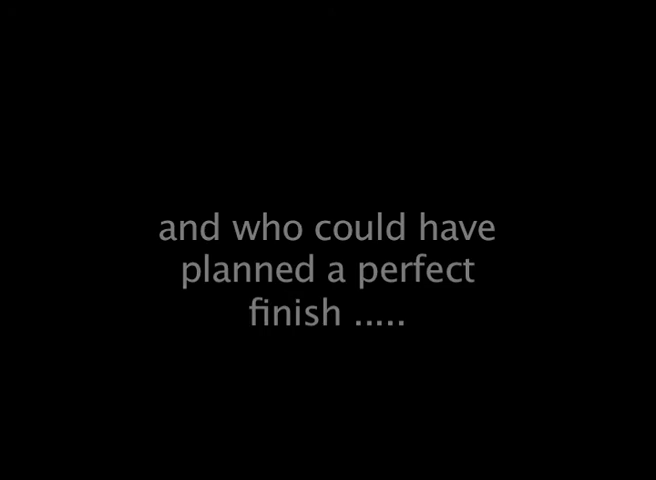 and who could have
planned a perfect
finish .....